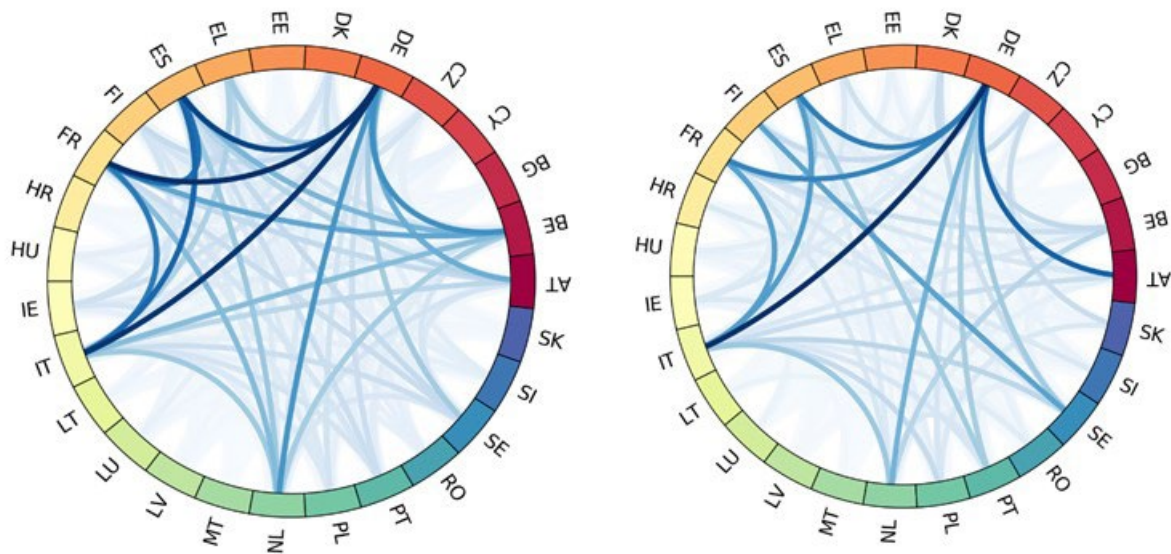 AT
BE
BG
CY
CZ
DE
DK
EE
EL
ES
FI
FR
HR
HU
IE
IT
LT
LU
LV
MT
NL
PL
PT
RO
SE
SI
SK
AT
BE
BG
CY
CZ
DE
DK
EE
EL
ES
FI
FR
HR
HU
IE
IT
LT
LU
LV
MT
NL
PL
PT
RO
SE
SI
SK